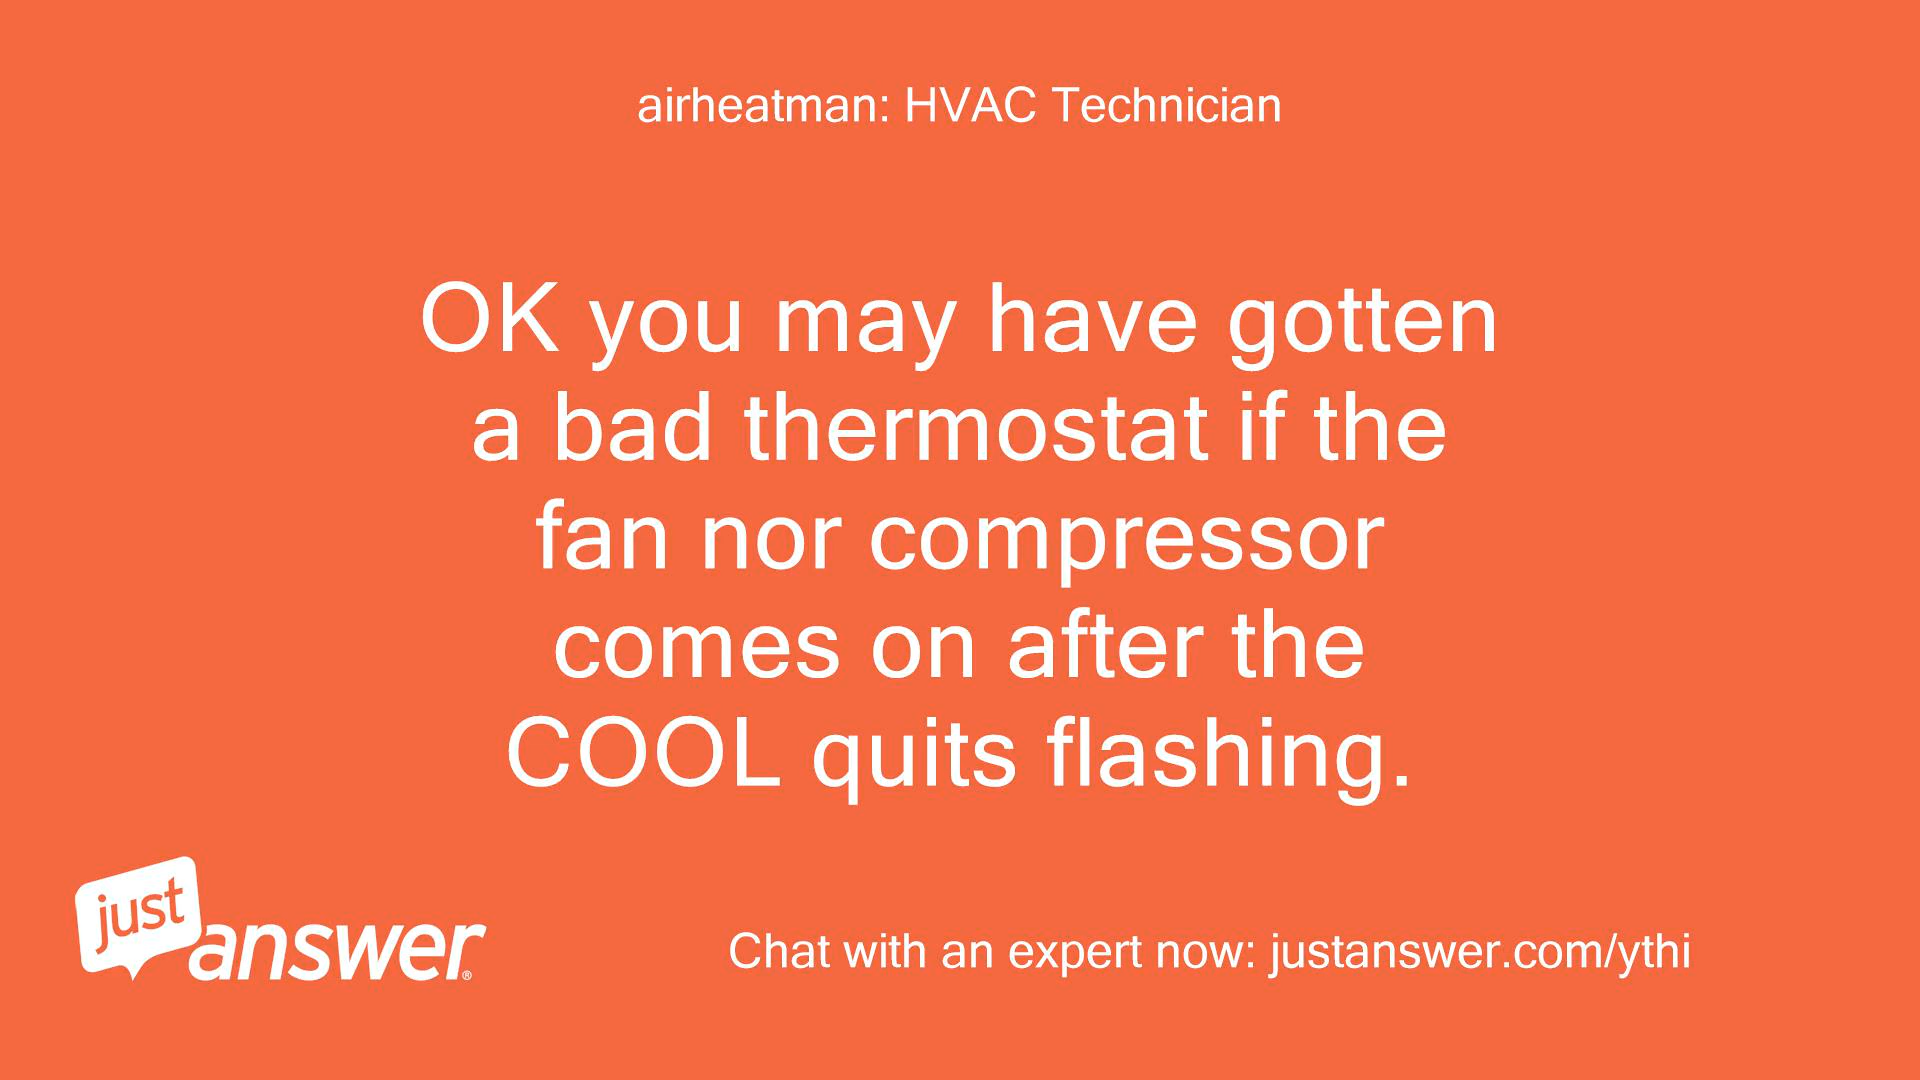 airheatman: HVAC Technician
OK you may have gotten
a bad thermostat if the
fan nor compressor
comes on after the
COOL quits flashing.
just
answer®
Chat with an expert now: justanswer.com/ythi